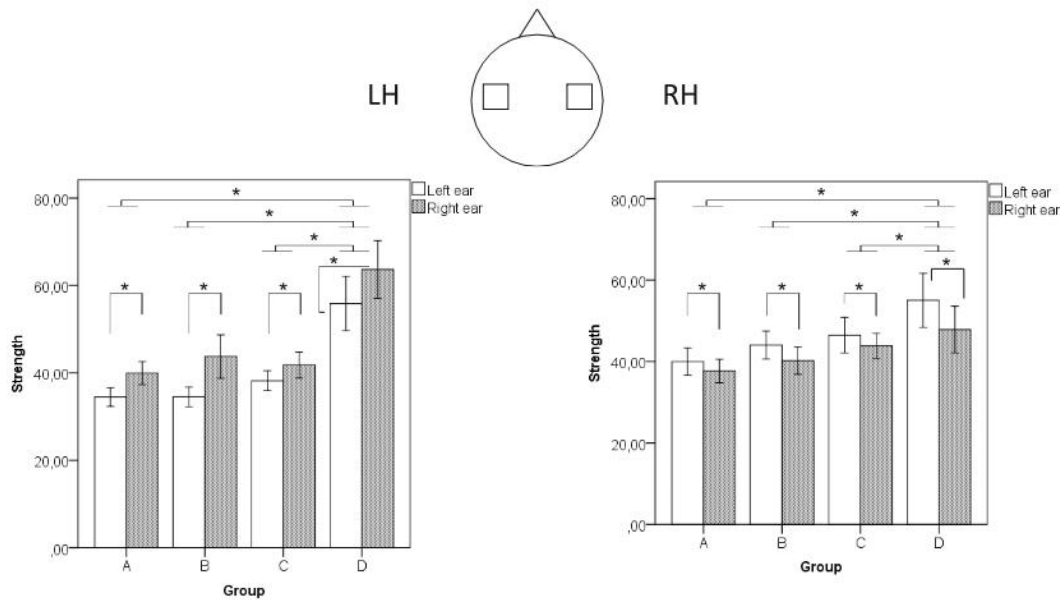 LH
RH
Left ear
Right ear
80,00
60,00
40,00
20,00
,00
Strength
*
*
*
*
*
*
*
A
B
C
D
Group
Left ear
Right ear
80,00
60,00
40,00
20,00
,00
Strength
*
*
*
*
*
*
*
A
B
C
D
Group